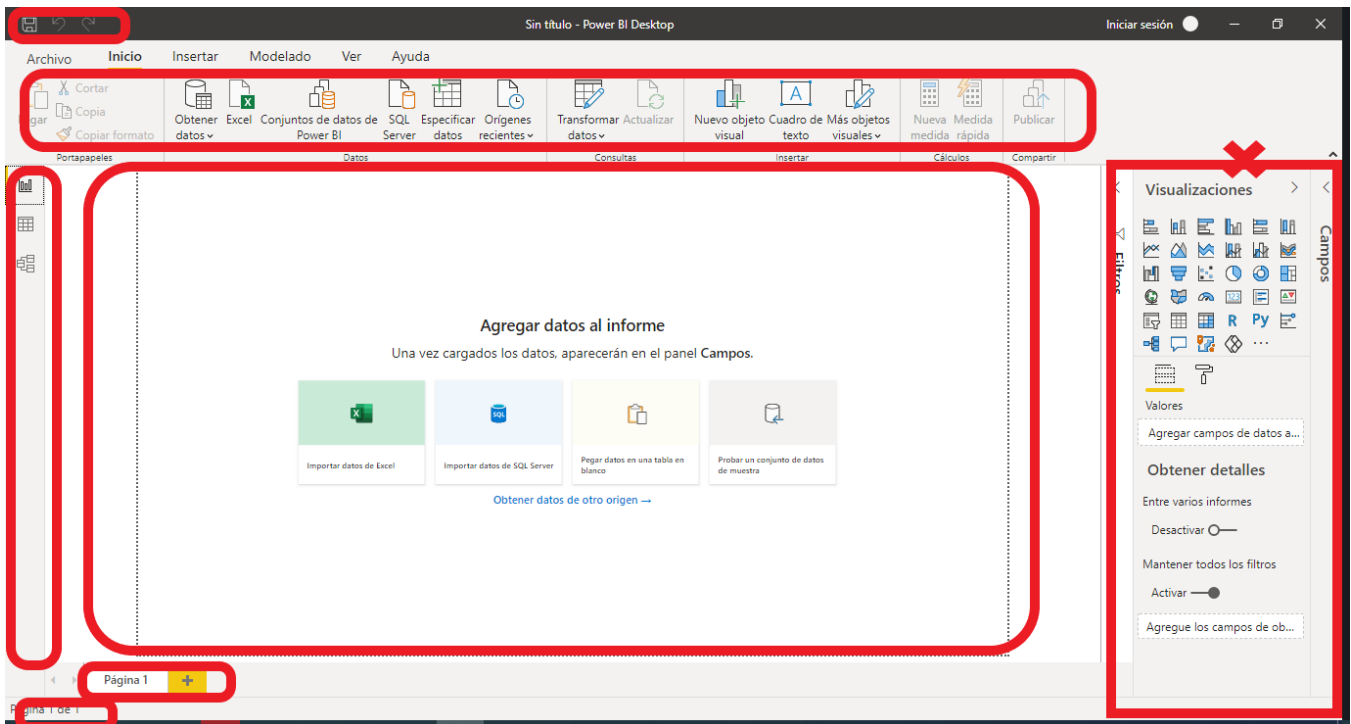 Sin título - Power BI Desktop
Iniciar sesión
Archivo Inicio Insertar Modelado Ver Ayuda
Cortar
Copia
Copiar formato
Portapapeles
Obtener datos
Excel
Conjuntos de datos de Power BI
SQL Server
Especificar datos
Orígenes recientes
Datos
Transformar datos
Actualizar
Consultas
Nuevo objeto visual
Cuadro de texto
Más objetos visuales
Insertar
Nueva medida
Medida rápida
Cálculos
Publicar
Compartir
Agregar datos al informe
Una vez cargados los datos, aparecerán en el panel Campos.
Importar datos de Excel
Importar datos de SQL Server
Pegar datos en una tabla en blanco
Probar un conjunto de datos de muestra
Obtener datos de otro origen →
Filtros
Visualizaciones
R Py
123
Valores
Agregar campos de datos a...
Obtener detalles
Entre varios informes
Desactivar
Mantener todos los filtros
Activar
Agregue los campos de ob...
Campos
Página 1
Página 1 de 1